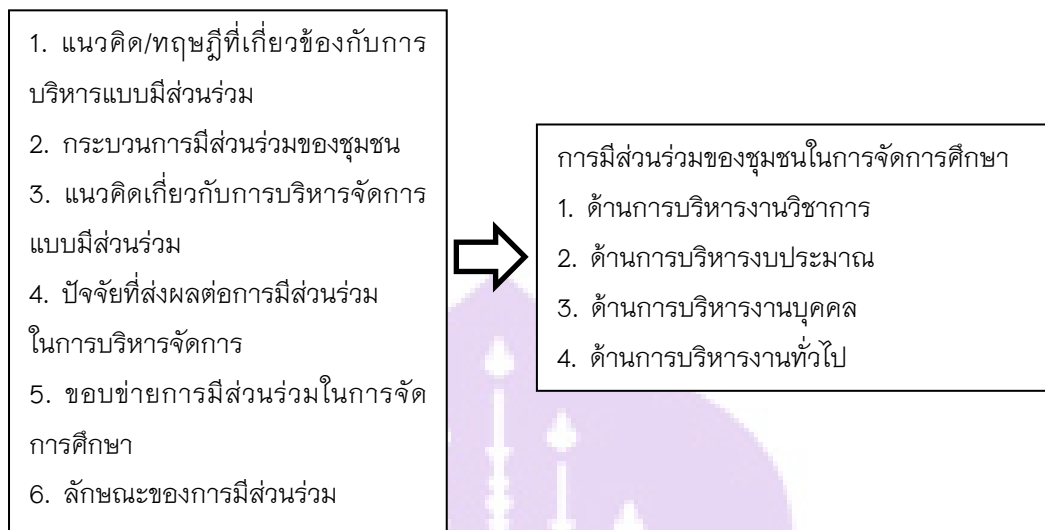 1. แนวคิด/ทฤษฎีที่เกี่ยวข้องกับการ
บริหารแบบมีส่วนร่วม
2. กระบวนการมีส่วนร่วมของชุมชน
3. แนวคิดเกี่ยวกับการบริหารจัดการ
แบบมีส่วนร่วม
4. ปัจจัยที่ส่งผลต่อการมีส่วนร่วม
ในการบริหารจัดการ
5. ขอบข่ายการมีส่วนร่วมในการจัด
การศึกษา
6. ลักษณะของการมีส่วนร่วม
การมีส่วนร่วมของชุมชนในการจัดการศึกษา
1. ด้านการบริหารงานวิชาการ
2. ด้านการบริหารงบประมาณ
3. ด้านการบริหารงานบุคคล
4. ด้านการบริหารงานทั่วไป